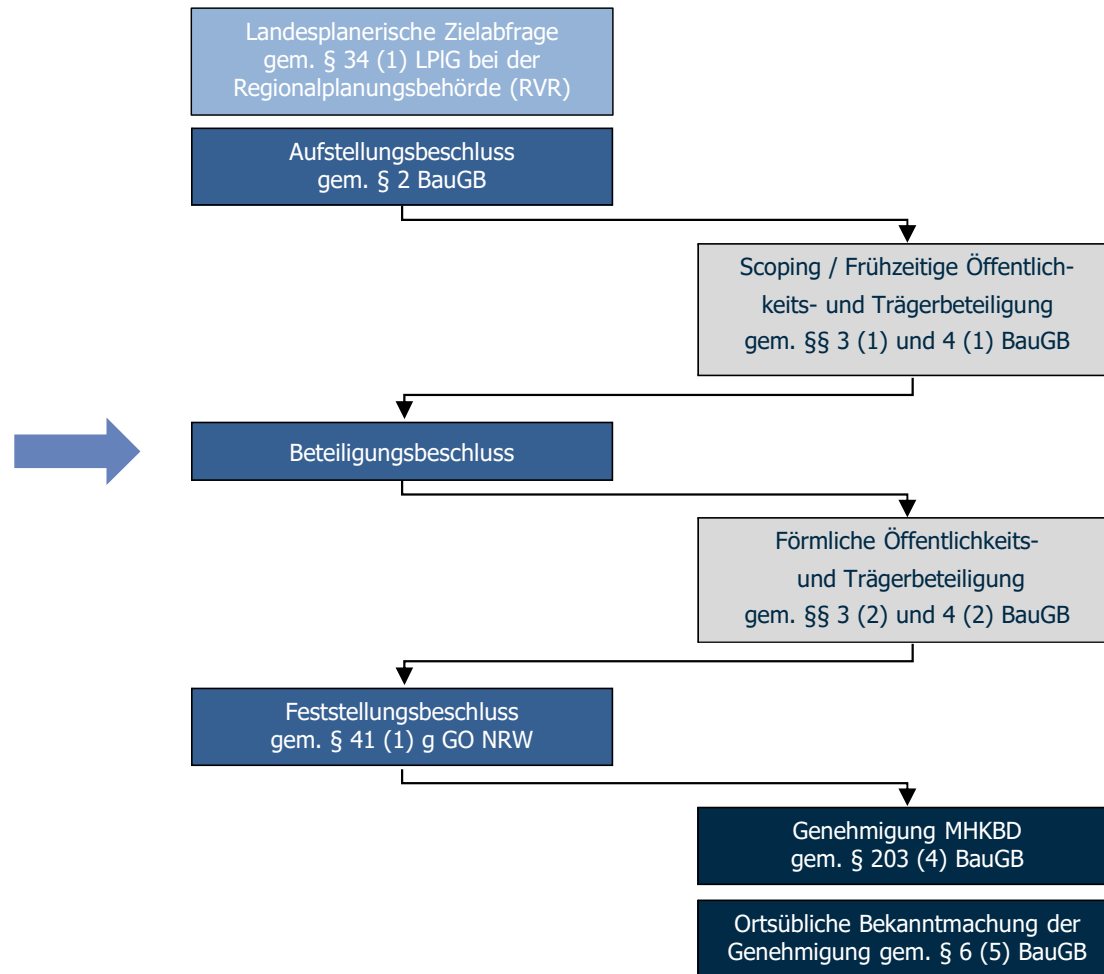 Landesplanerische Zielabfrage
gem. § 34 (1) LPlG bei der
Regionalplanungsbehörde (RVR)
Aufstellungsbeschluss
gem. § 2 BauGB
Scoping / Frühzeitige Öffentlich-
keits- und Trägerbeteiligung
gem. §§ 3 (1) und 4 (1) BauGB
Beteiligungsbeschluss
Förmliche Öffentlichkeits-
und Trägerbeteiligung
gem. §§ 3 (2) und 4 (2) BauGB
Feststellungsbeschluss
gem. § 41 (1) g GO NRW
Genehmigung MHKBD
gem. § 203 (4) BauGB
Ortsübliche Bekanntmachung der
Genehmigung gem. § 6 (5) BauGB